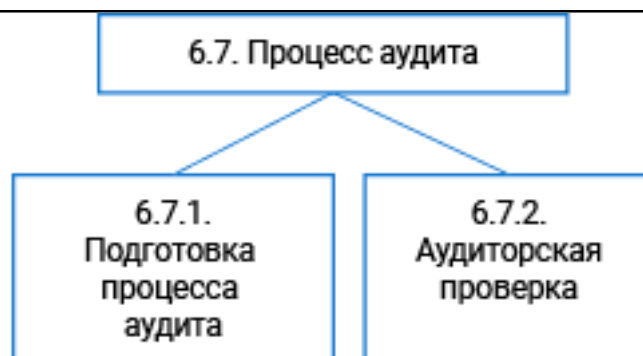 6.7. Процесс аудита
6.7.1.
Подготовка
процесса
аудита
6.7.2.
Аудиторская
проверка